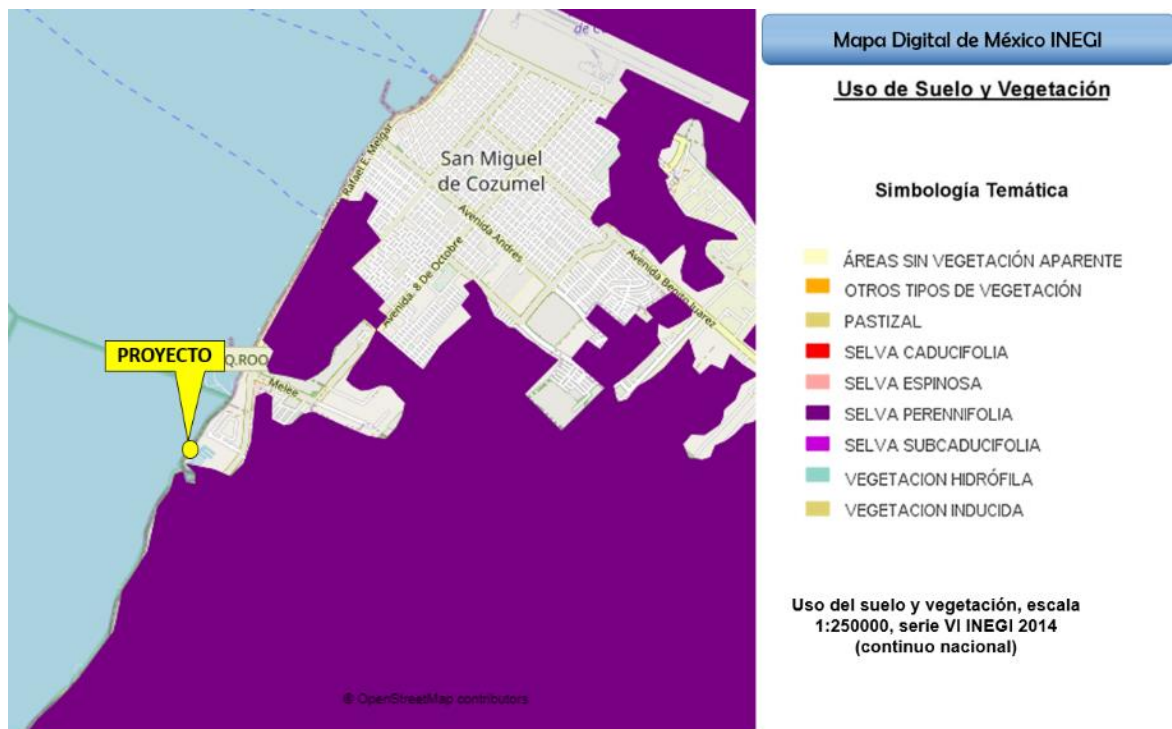 de C
San Miguel
de Cozumel
Rafael E. Melgar
Avenida Andres
Avenida 8 De Octubre
Avenida Benito Juarez
PROYECTO
Q.ROO
Melee
© OpenStreetMap contributors
Mapa Digital de México INEGI
Uso de Suelo y Vegetación
Simbología Temática
ÁREAS SIN VEGETACIÓN APARENTE
OTROS TIPOS DE VEGETACIÓN
PASTIZAL
SELVA CADUCIFOLIA
SELVA ESPINOSA
SELVA PERENNIFOLIA
SELVA SUBCADUCIFOLIA
VEGETACION HIDRÓFILA
VEGETACION INDUCIDA
Uso del suelo y vegetación, escala
1:250000, serie VI INEGI 2014
(continuo nacional)